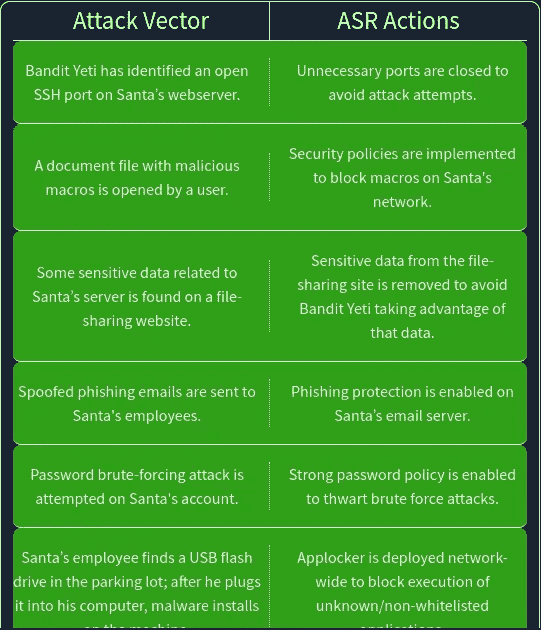 Attack Vector
ASR Actions
Bandit Yeti has identified an open
SSH port on Santa's webserver.
Unnecessary ports are closed to
avoid attack attempts.
A document file with malicious
macros is opened by a user.
Security policies are implemented
to block macros on Santa's
network.
Some sensitive data related to
Santa's server is found on a file-
sharing website.
Sensitive data from the file-
sharing site is removed to avoid
Bandit Yeti taking advantage of
that data.
Spoofed phishing emails are sent to
Santa's employees.
Phishing protection is enabled on
Santa's email server.
Password brute-forcing attack is
attempted on Santa's account.
Strong password policy is enabled
to thwart brute force attacks.
Santa's employee finds a USB flash
drive in the parking lot; after he plugs
it into his computer, malware installs
Applocker is deployed network-
wide to block execution of
unknown/non-whitelisted